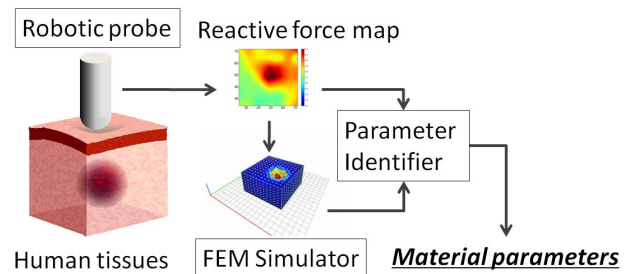 Robotic probe
Reactive force map
Parameter
Identifier
Human tissues
FEM Simulator
Material parameters